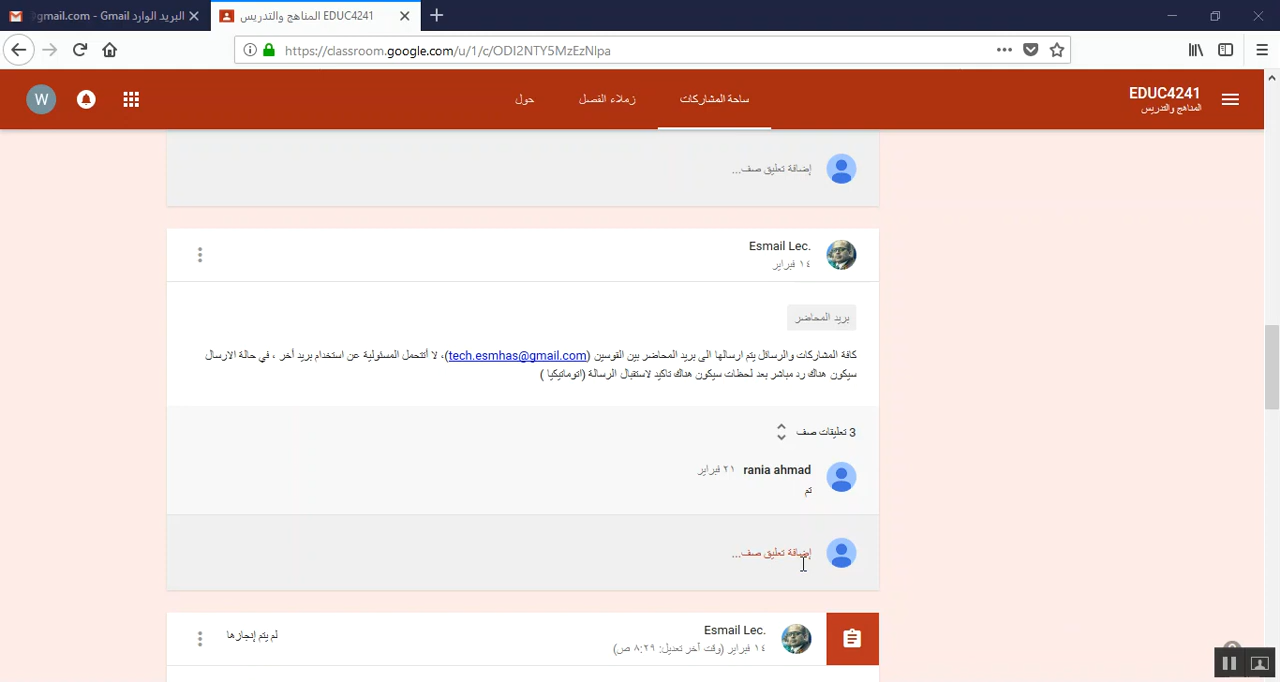 @gmail.com - Gmail البريد الوارد
EDUC4241 المناهج والتدريس
https://classroom.google.com/u/1/c/ODI2NTY5MzEzNlpa
W
حول
زملاء الفصل
ساحة المشاركات
EDUC4241
المناهج والتدريس
إضافة تعليق صف...
Esmail Lec.
١٤ فبراير
بريد المحاضر
كافة المشاركات والرسائل يتم ارسالها الى بريد المحاضر بين القوسين (tech.esmhas@gmail.com)، لا أتتحمل المسئولية عن استخدام بريد أخر ، في حالة الارسال
سيكون هناك رد مباشر بعد لحظات سيكون هناك تاكيد لاستقبال الرسالة (اتوماتيكيا )
3 تعليقات صف
rania ahmad ٢١ فبراير
تم
إضافة تعليق صف...
Esmail Lec.
١٤ فبراير (وقت آخر تعديل: ٨:٢٩ ص)
لم يتم إنجازها